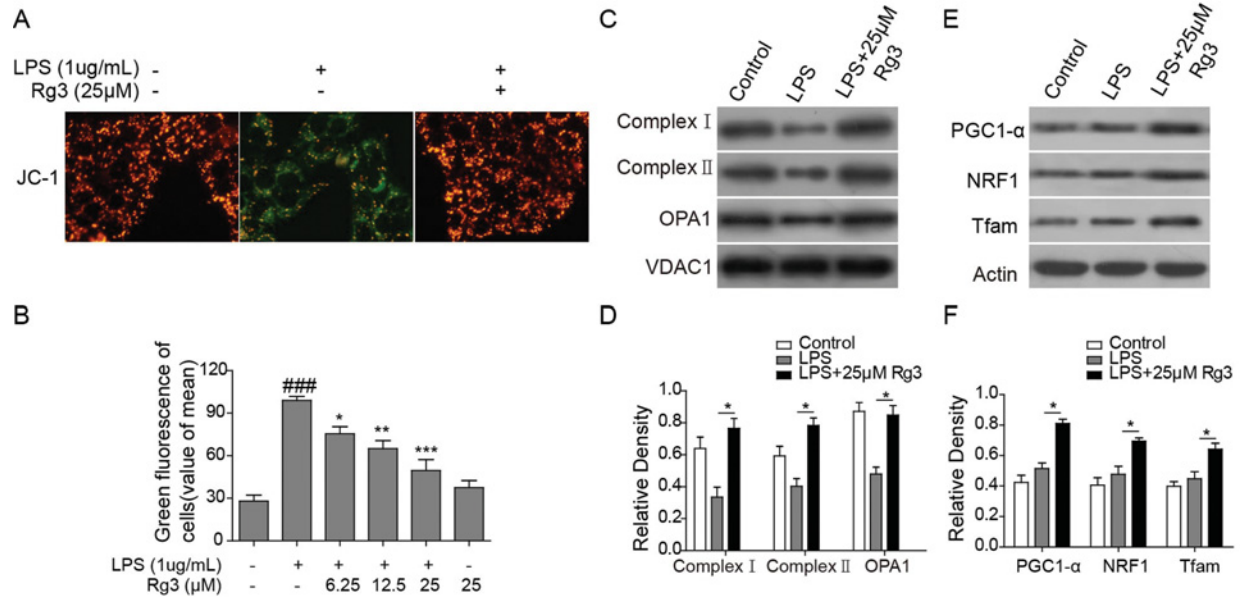 A
LPS (1ug/mL) - + +
Rg3 (25μM) - - +
JC-1
B
Green fluorescence of
cells(value of mean)
120
90
60
30
0
###
*
**
***
LPS (1ug/mL) - + + + + -
Rg3 (μM) - - 6.25 12.5 25 25
C
Control
LPS
LPS+25μM
Rg3
Complex Ⅰ
Complex Ⅱ
OPA1
VDAC1
D
Control
LPS
LPS+25μM Rg3
Relative Density
1.0
0.8
0.6
0.4
0.2
0.0
*
*
*
Complex Ⅰ Complex Ⅱ OPA1
E
Control
LPS
LPS+25μM
Rg3
PGC1-α
NRF1
Tfam
Actin
F
Control
LPS
LPS+25μM Rg3
Relative Density
1.0
0.8
0.6
0.4
0.2
0.0
*
*
*
PGC1-α NRF1 Tfam